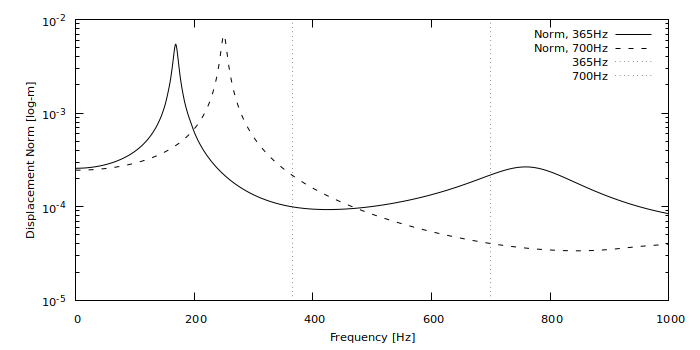 10-2
10-3
10-4
10-5
Displacement Norm [log-m]
Norm, 365Hz
Norm, 700Hz
365Hz
700Hz
0 200 400 600 800 1000
Frequency [Hz]